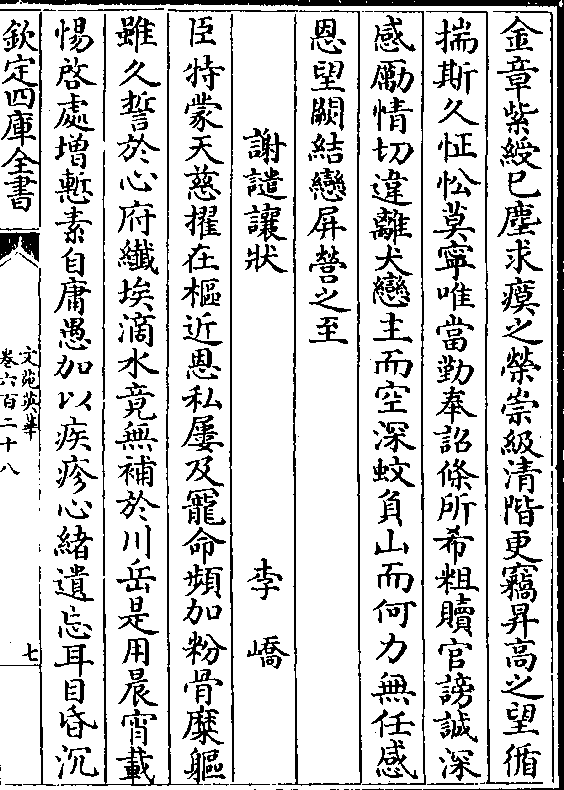 金章紫綬已塵求瘼之榮崇級清階更竊昇高之望循
揣斯久怔忪莫寧唯當勤奉詔條所希粗贖官謗誠深
感勵情切違離犬戀主而空深蚊負山而何力無任感
恩望闕結戀屏營之至
謝譴讓狀 李嶠
臣特蒙天慈擢在樞近恩私屢及寵命頻加粉骨糜軀
雖久誓於心府纖埃滴水竟無補於川岳是用晨宵載
惕啓處增慙素自庸愚加以疾疹心緒遺忘耳目昏沉
欽定四庫全書
文苑英華
卷六百二十八
七